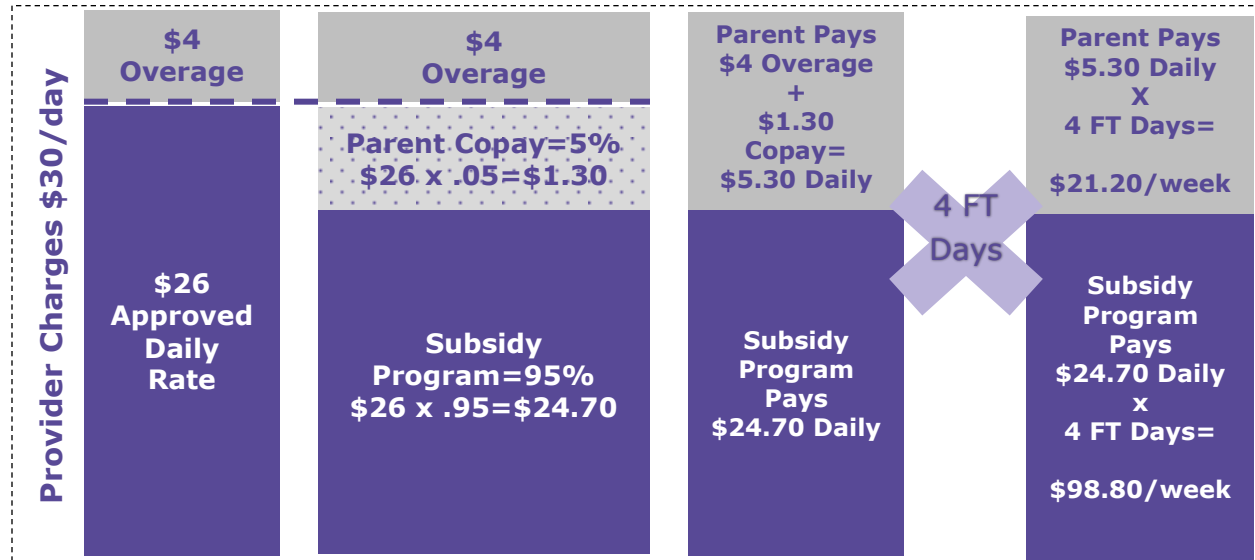 Provider Charges $30/day
$4
Overage
$26
Approved
Daily
Rate
$4
Overage
Parent Copay=5%
$26 x .05=$1.30
Subsidy
Program=95%
$26 x .95=$24.70
Parent Pays
$4 Overage
+
$1.30
Copay=
$5.30 Daily
Subsidy
Program
Pays
$24.70 Daily
4 FT
Days
Parent Pays
$5.30 Daily
X
4 FT Days=
$21.20/week
Subsidy
Program
Pays
$24.70 Daily
x
4 FT Days=
$98.80/week